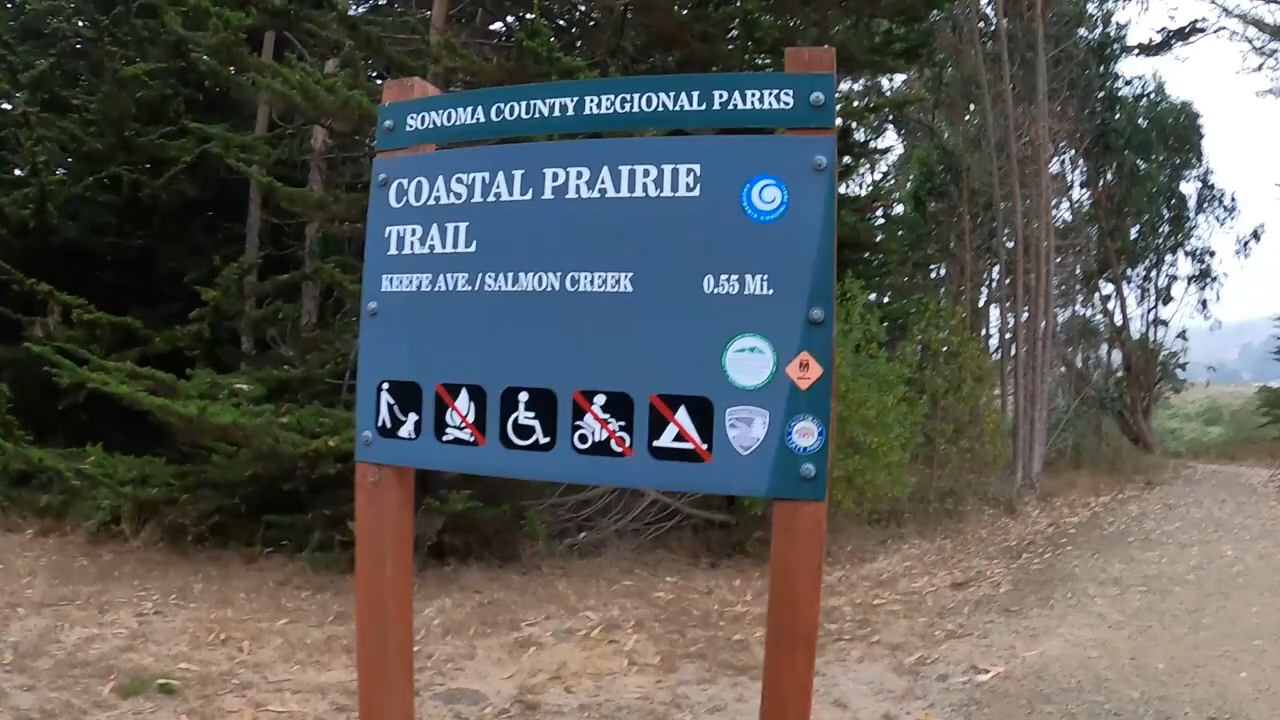 SONOMA COUNTY REGIONAL PARKS
COASTAL PRAIRIE
TRAIL
KEEFE AVE. / SALMON CREEK 0.55 Mi.